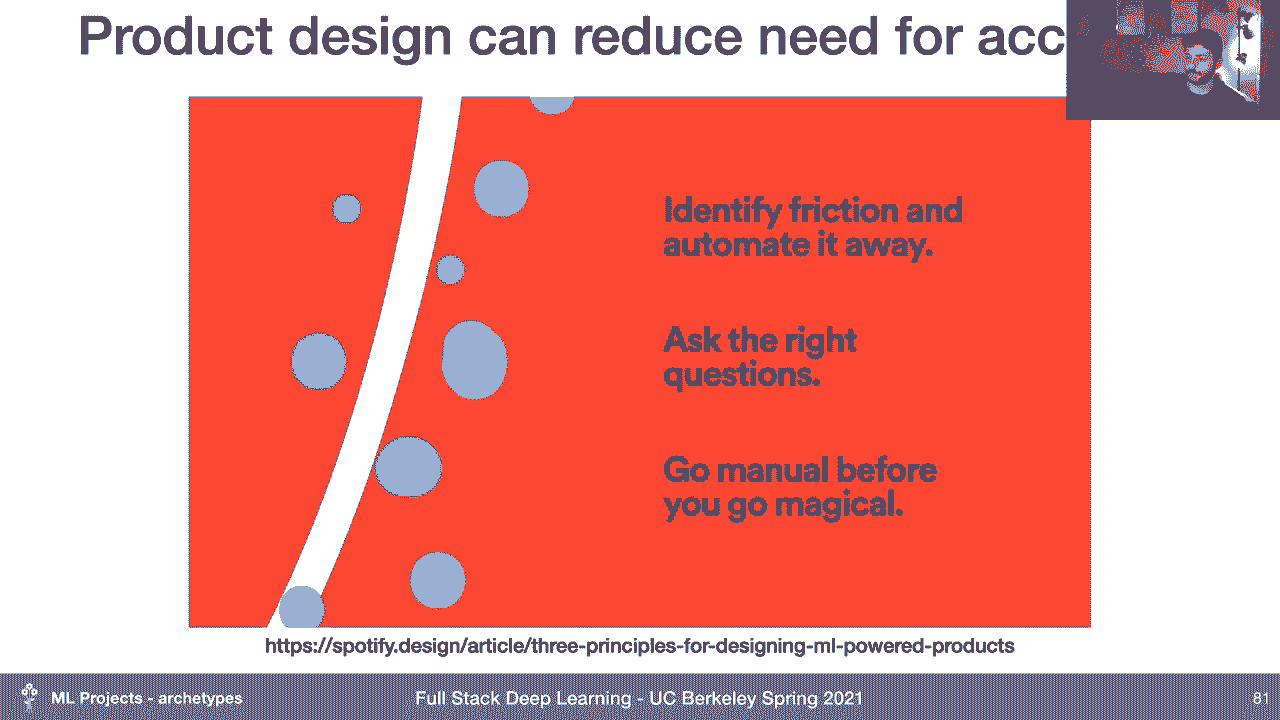 Product design can reduce need for acc
Identify friction and
automate it away.
Ask the right
questions.
Go manual before
you go magical.
https://spotify.design/article/three-principles-for-designing-ml-powered-products
ML Projects - archetypes
Full Stack Deep Learning - UC Berkeley Spring 2021
81